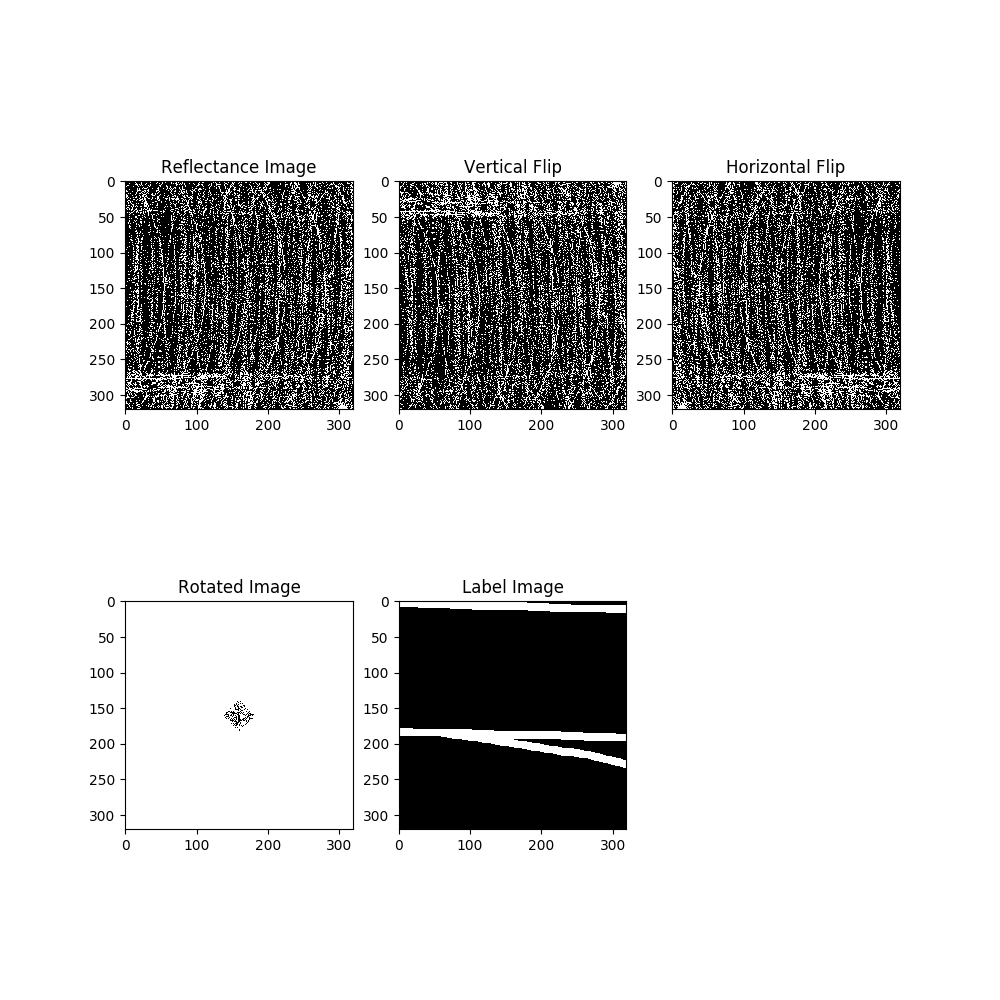 Reflectance Image Vertical Flip Horizontal Flip
0 0 0
50 50 50
100 100 100
150 150 150
200 200 200
250 250 250
300 300 300
0 100 200 300 0 100 200 300 0 100 200 300
Rotated Image Label Image
0 0
50 50
100 100
150 150
200 200
250 250
300 300
0 100 200 300 0 100 200 300